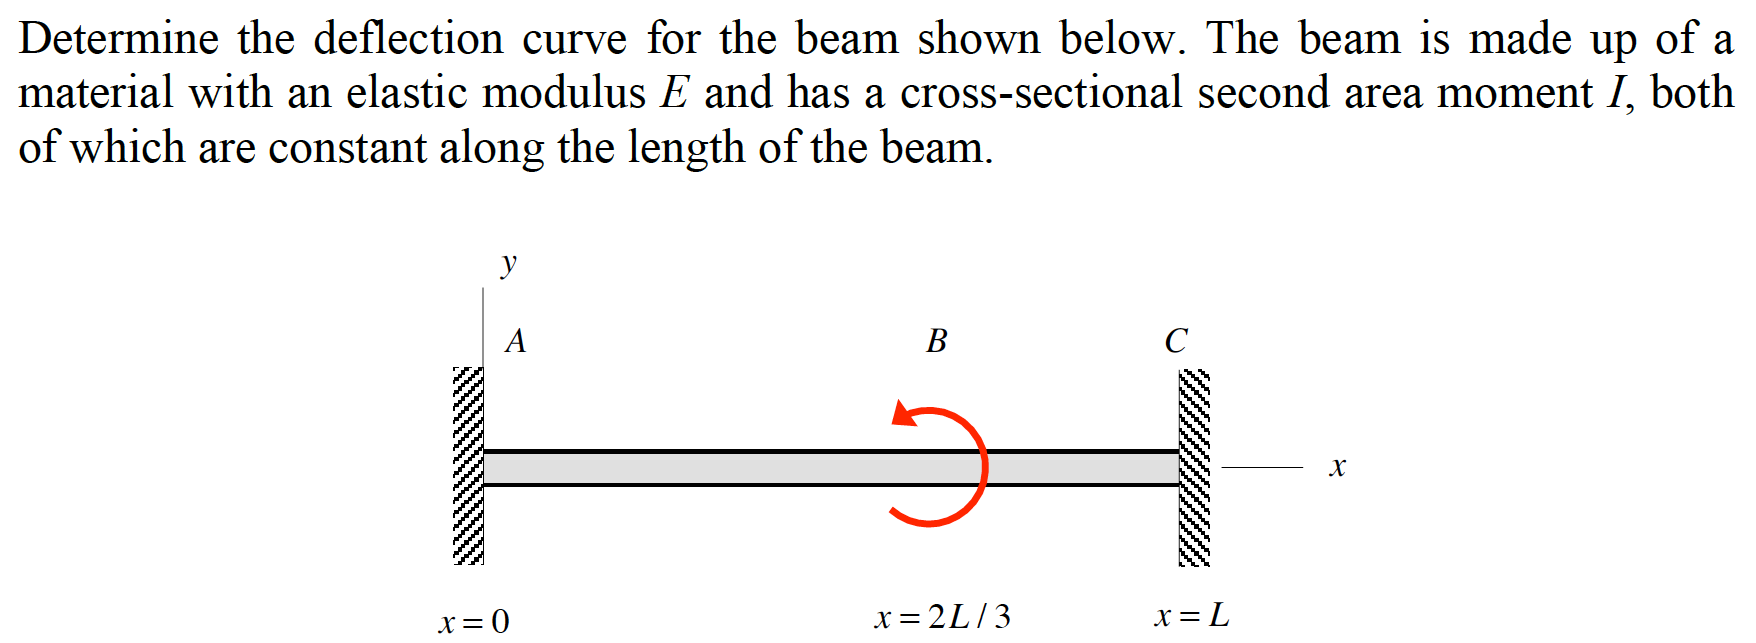 Determine the deflection curve for the beam shown below. The beam is made up of a
material with an elastic modulus E and has a cross-sectional second area moment I, both
of which are constant along the length of the beam.
y
A B C
x
x = 0 x = 2L / 3 x = L